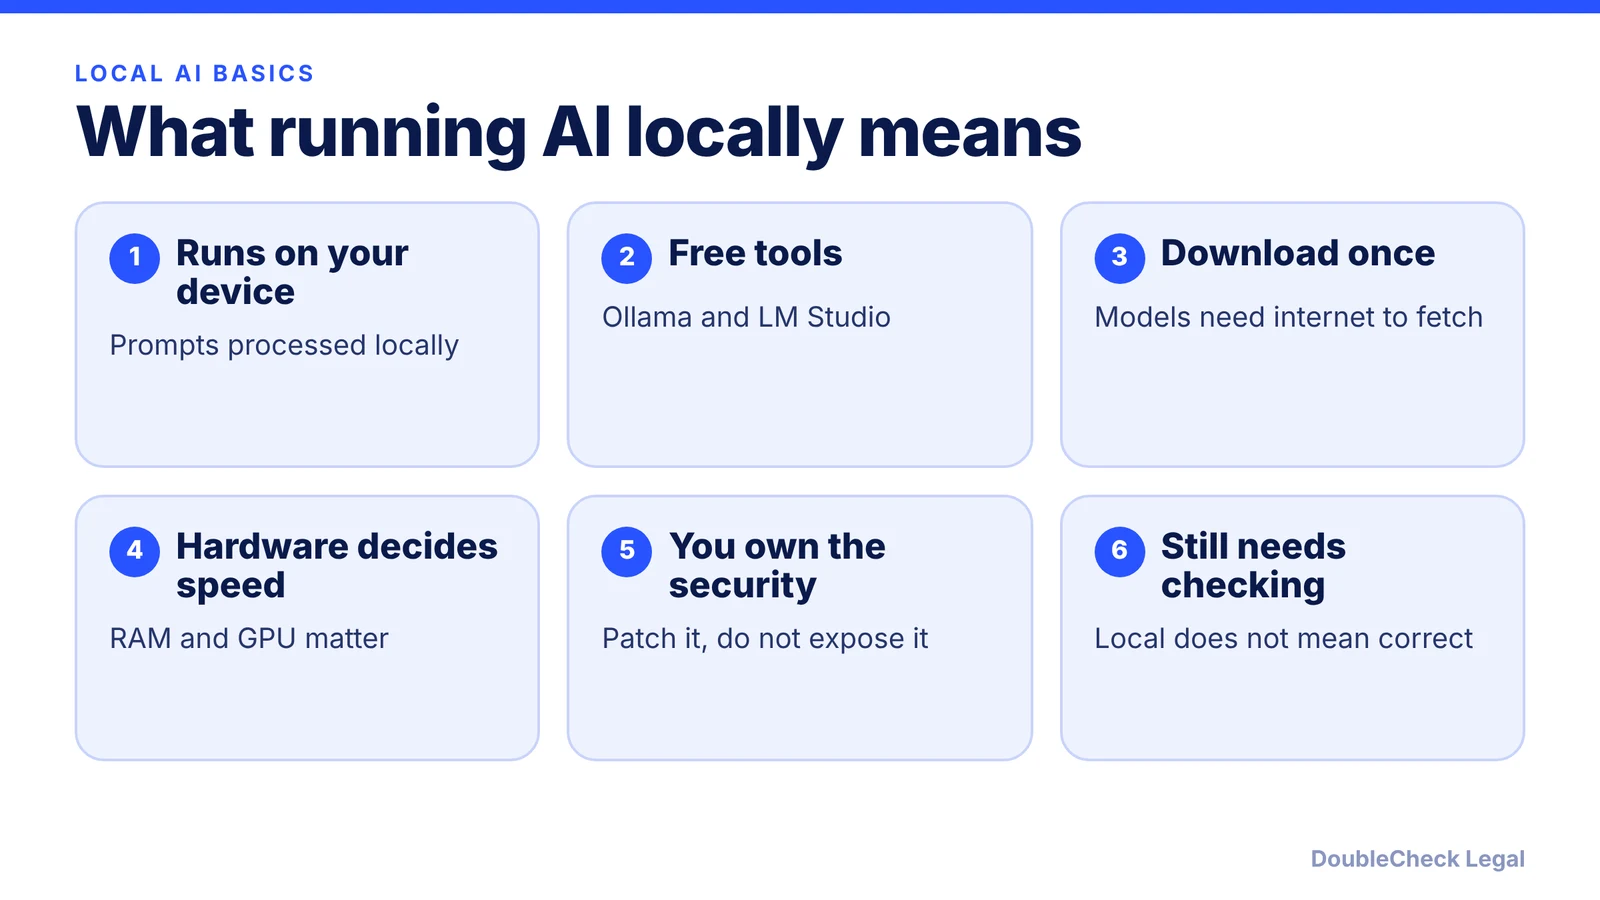 LOCAL AI BASICS
What running AI locally means
1
Runs on your
device
Prompts processed locally
2
Free tools
Ollama and LM Studio
3
Download once
Models need internet to fetch
4
Hardware decides
speed
RAM and GPU matter
5
You own the
security
Patch it, do not expose it
6
Still needs
checking
Local does not mean correct
DoubleCheck Legal